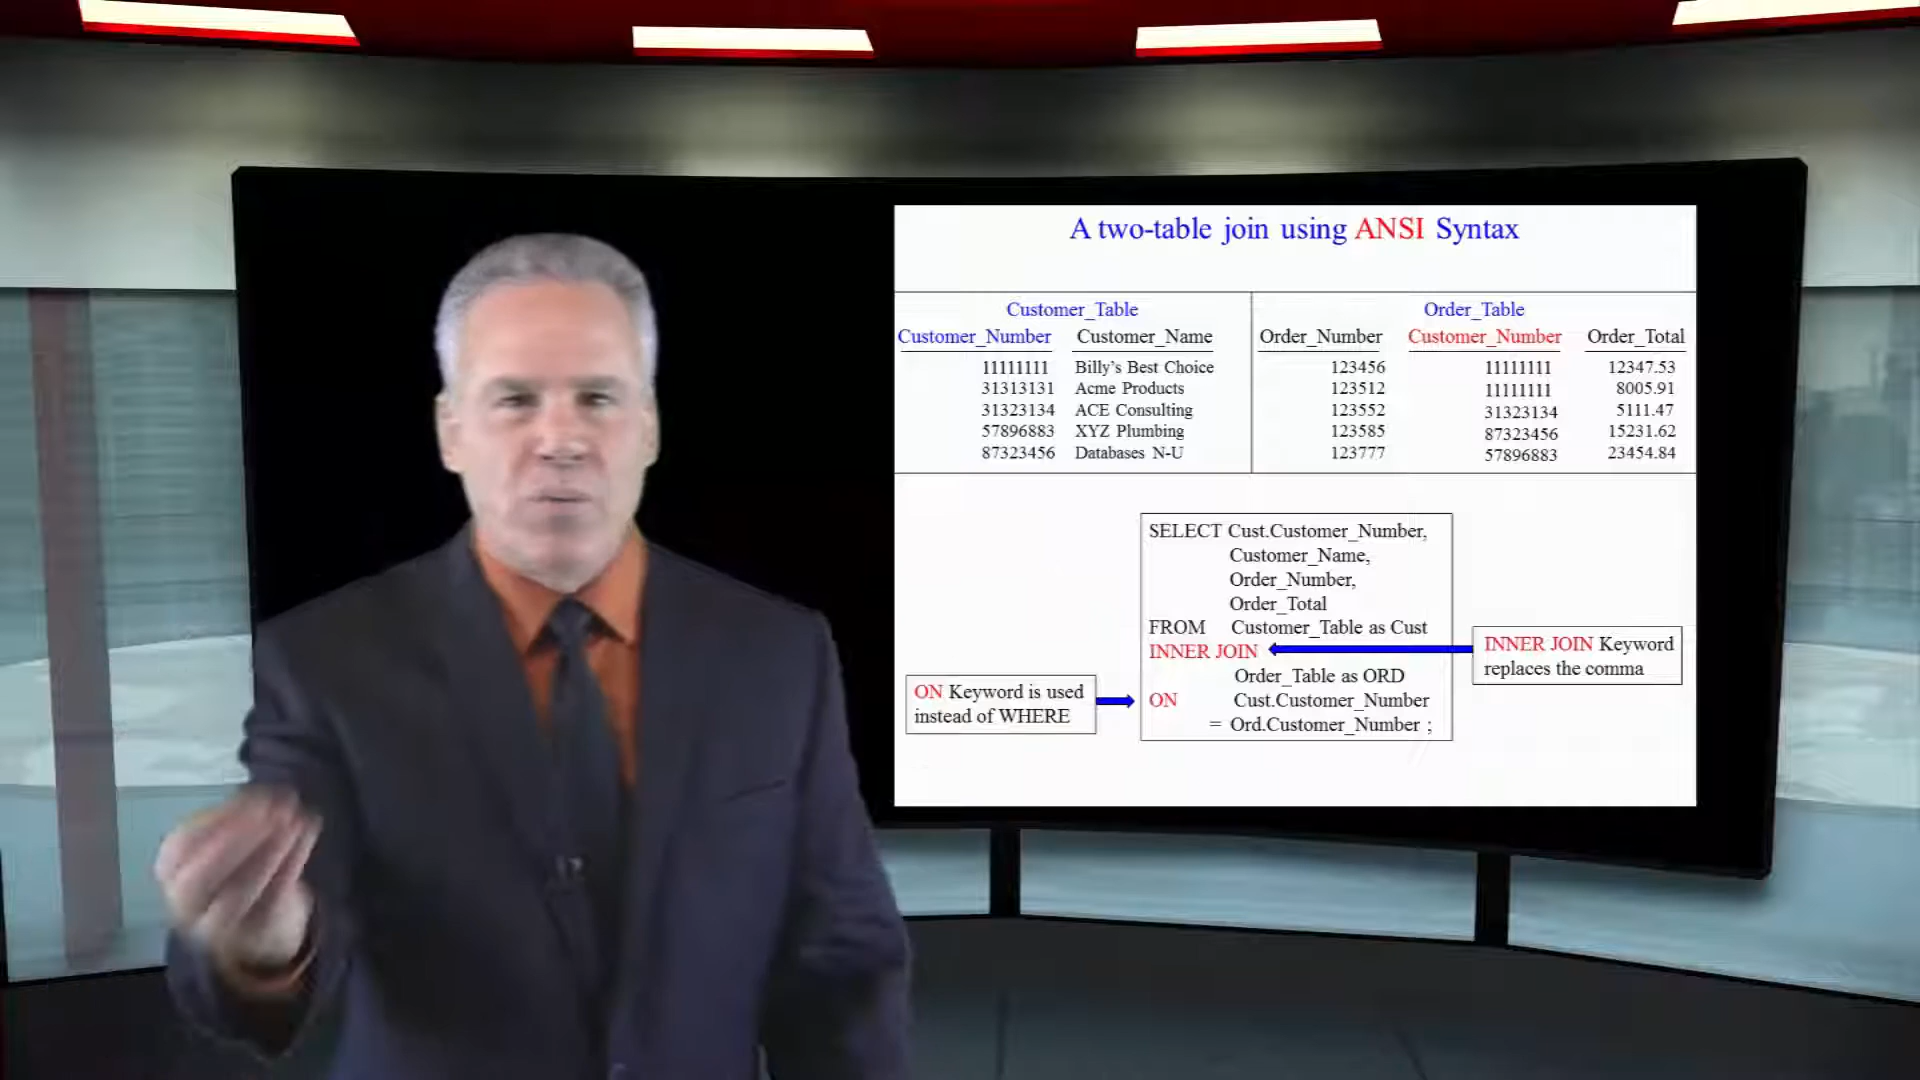 A two-table join using ANSI Syntax
Customer_Table
Customer_Number Customer_Name
11111111 Billy's Best Choice
31313131 Acme Products
31323134 ACE Consulting
57896883 XYZ Plumbing
87323456 Databases N-U
Order_Table
Order_Number Customer_Number Order_Total
123456 11111111 12347.53
123512 11111111 8005.91
123552 31323134 5111.47
123585 87323456 15231.62
123777 57896883 23454.84
SELECT Cust.Customer_Number,
Customer_Name,
Order_Number,
Order_Total
FROM Customer_Table as Cust
INNER JOIN
Order_Table as ORD
ON Cust.Customer_Number
= Ord.Customer_Number ;
INNER JOIN Keyword
replaces the comma
ON Keyword is used
instead of WHERE